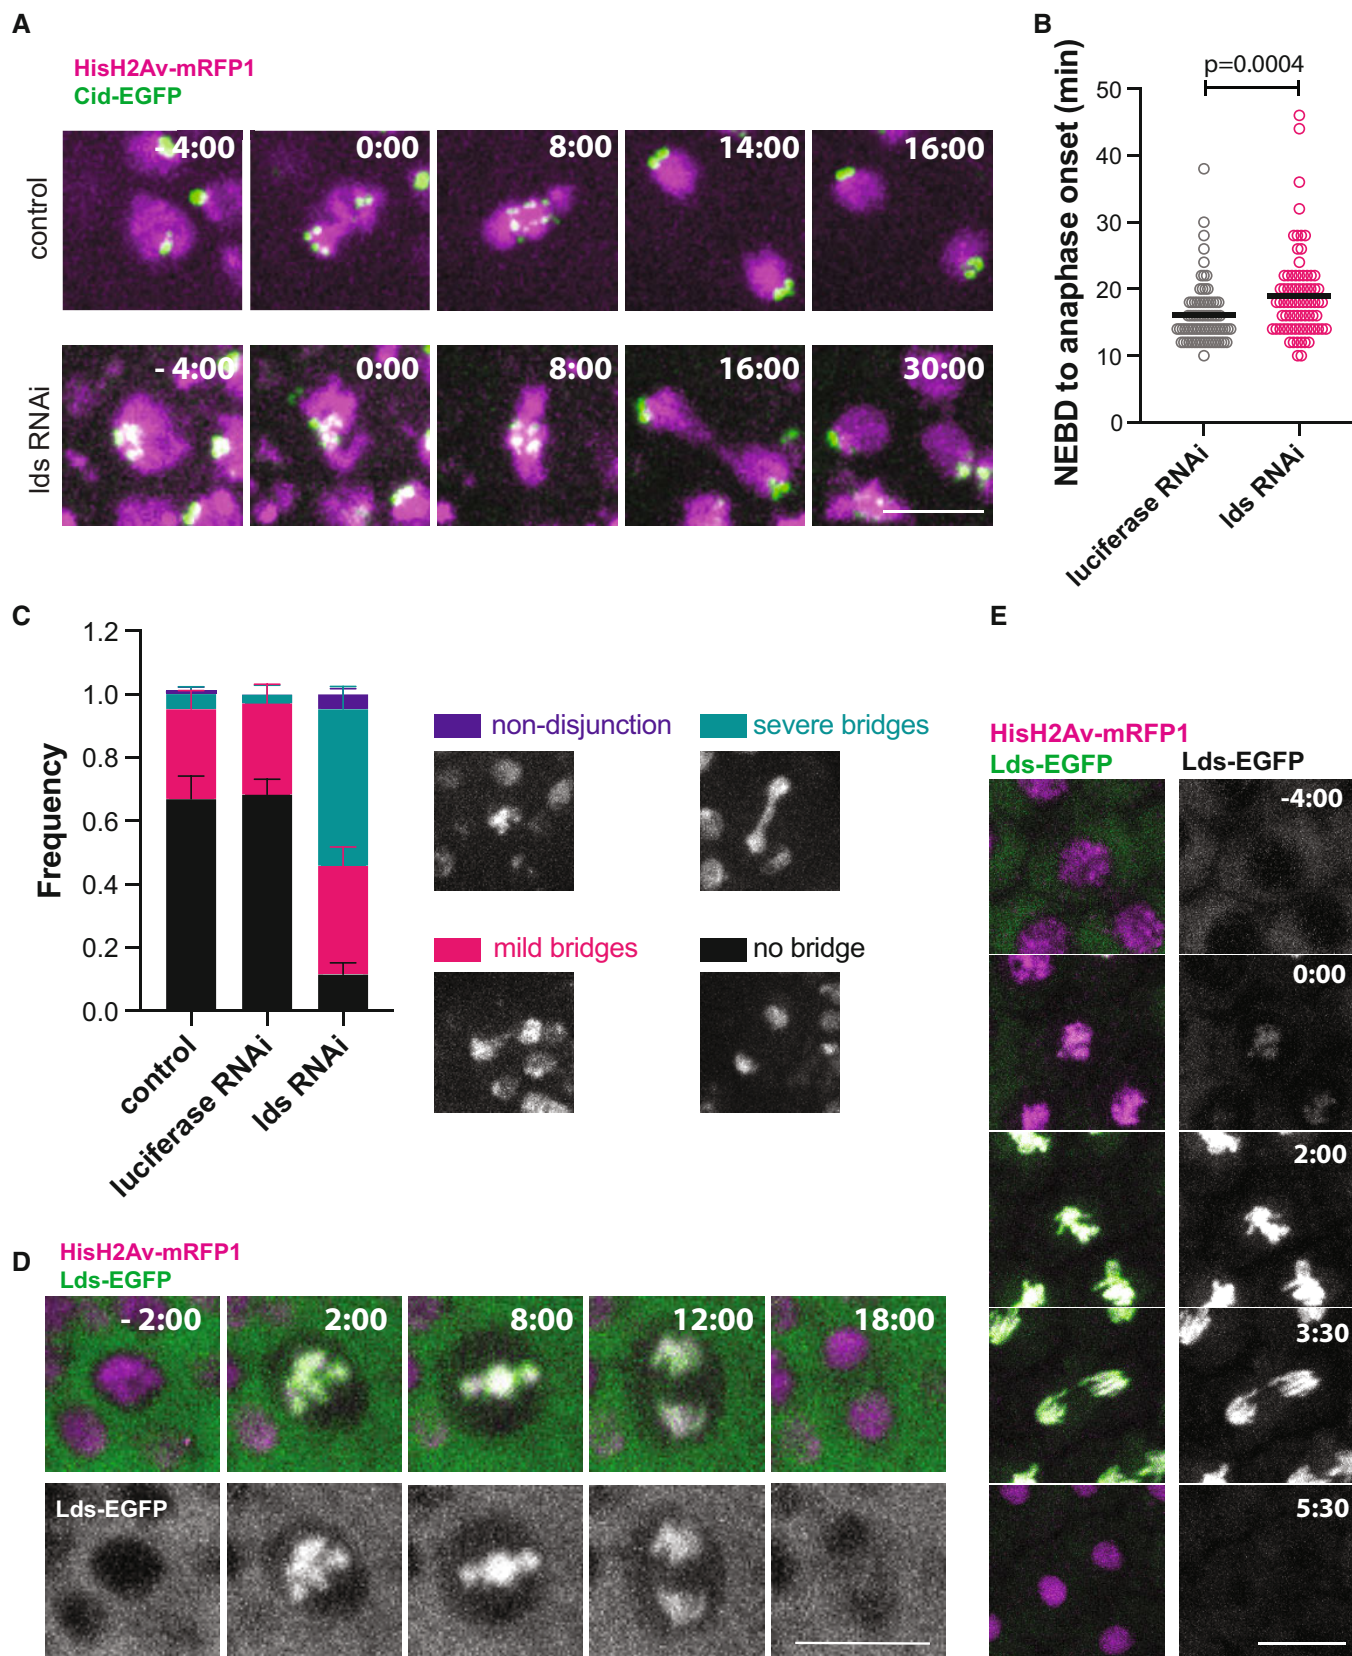 A
HisH2Av-mRFP1
Cid-EGFP
control
- 4:00
0:00
8:00
14:00
16:00
lds RNAi
- 4:00
0:00
8:00
16:00
30:00
B
NEBD to anaphase onset (min)
p=0.0004
50
40
30
20
10
0
luciferase RNAi
lds RNAi
C
Frequency
1.2
1.0
0.8
0.6
0.4
0.2
0.0
control
luciferase RNAi
lds RNAi
non-disjunction
severe bridges
mild bridges
no bridge
D
HisH2Av-mRFP1
Lds-EGFP
- 2:00
2:00
8:00
12:00
18:00
Lds-EGFP
E
HisH2Av-mRFP1
Lds-EGFP
Lds-EGFP
-4:00
0:00
2:00
3:30
5:30